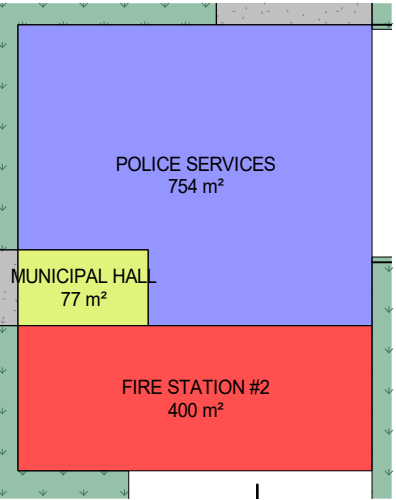 POLICE SERVICES
754 m²
MUNICIPAL HALL
77 m²
FIRE STATION #2
400 m²